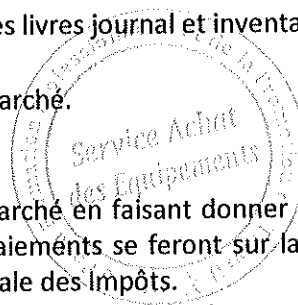 es livres journal et inventa
arché.
Service Achat
des Equipements
arché en faisant donner
aiements se feront sur la
ale des Impôts.